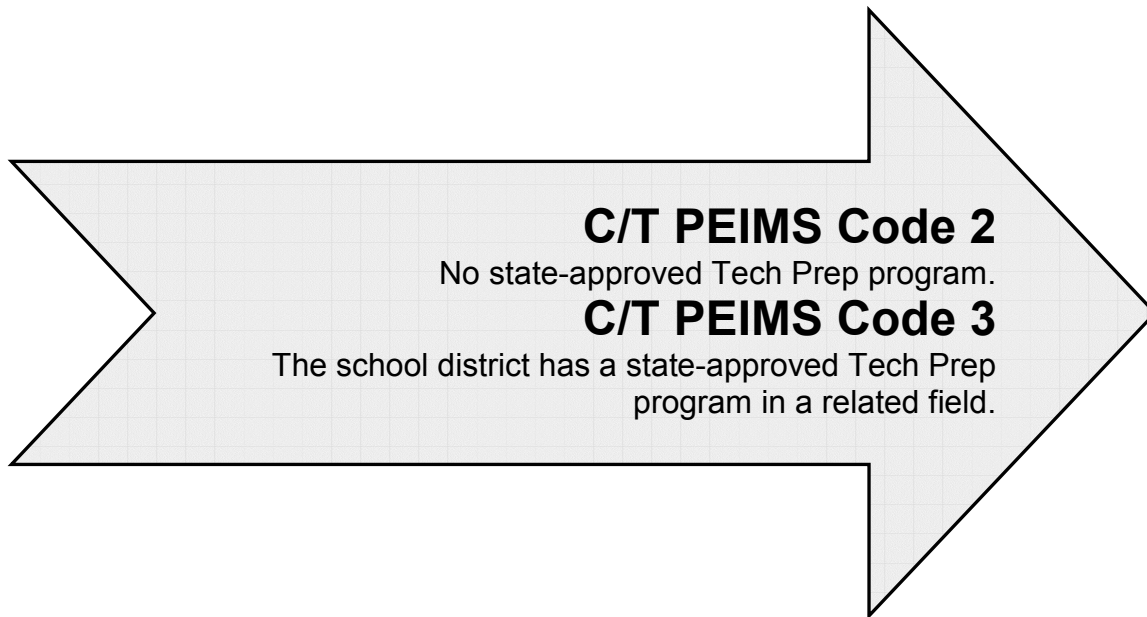 C/T PEIMS Code 2
No state-approved Tech Prep program.
C/T PEIMS Code 3
The school district has a state-approved Tech Prep
program in a related field.